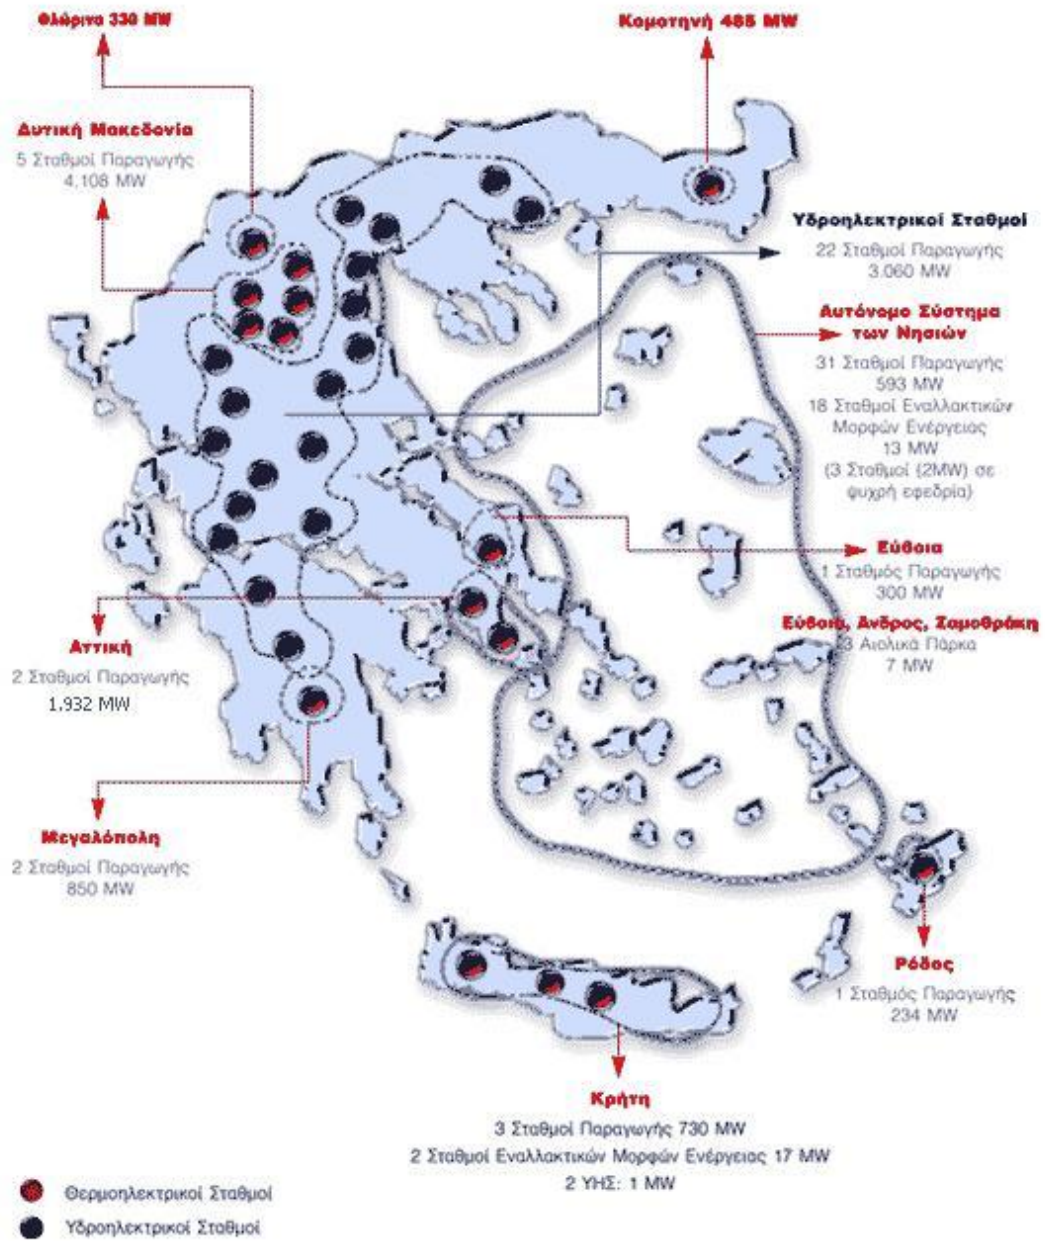 Φλώρινα 330 MW
Κομοτηνή 485 MW
Δυτική Μακεδονία
5 Σταθμοί Παραγωγής
4.108 MW
Υδροηλεκτρικοί Σταθμοί
22 Σταθμοί Παραγωγής
3.060 MW
Αυτόνομο Σύστημα
των Νησιών
31 Σταθμοί Παραγωγής
593 MW
18 Σταθμοί Εναλλακτικών
Μορφών Ενέργειας
13 MW
(3 Σταθμοί (2MW) σε
ψυχρή εφεδρία)
Εύβοια
1 Σταθμός Παραγωγής
300 MW
Εύβοια, Ανδρος, Σαμοθράκη
3 Αιολικά Πάρκα
7 MW
Αττική
2 Σταθμοί Παραγωγής
1.932 MW
Μεγαλόπολη
2 Σταθμοί Παραγωγής
850 MW
Ρόδος
1 Σταθμός Παραγωγής
234 MW
Κρήτη
3 Σταθμοί Παραγωγής 730 MW
2 Σταθμοί Εναλλακτικών Μορφών Ενέργειας 17 MW
2 ΥΗΣ: 1 MW
Θερμοηλεκτρικοί Σταθμοί
Υδροηλεκτρικοί Σταθμοί